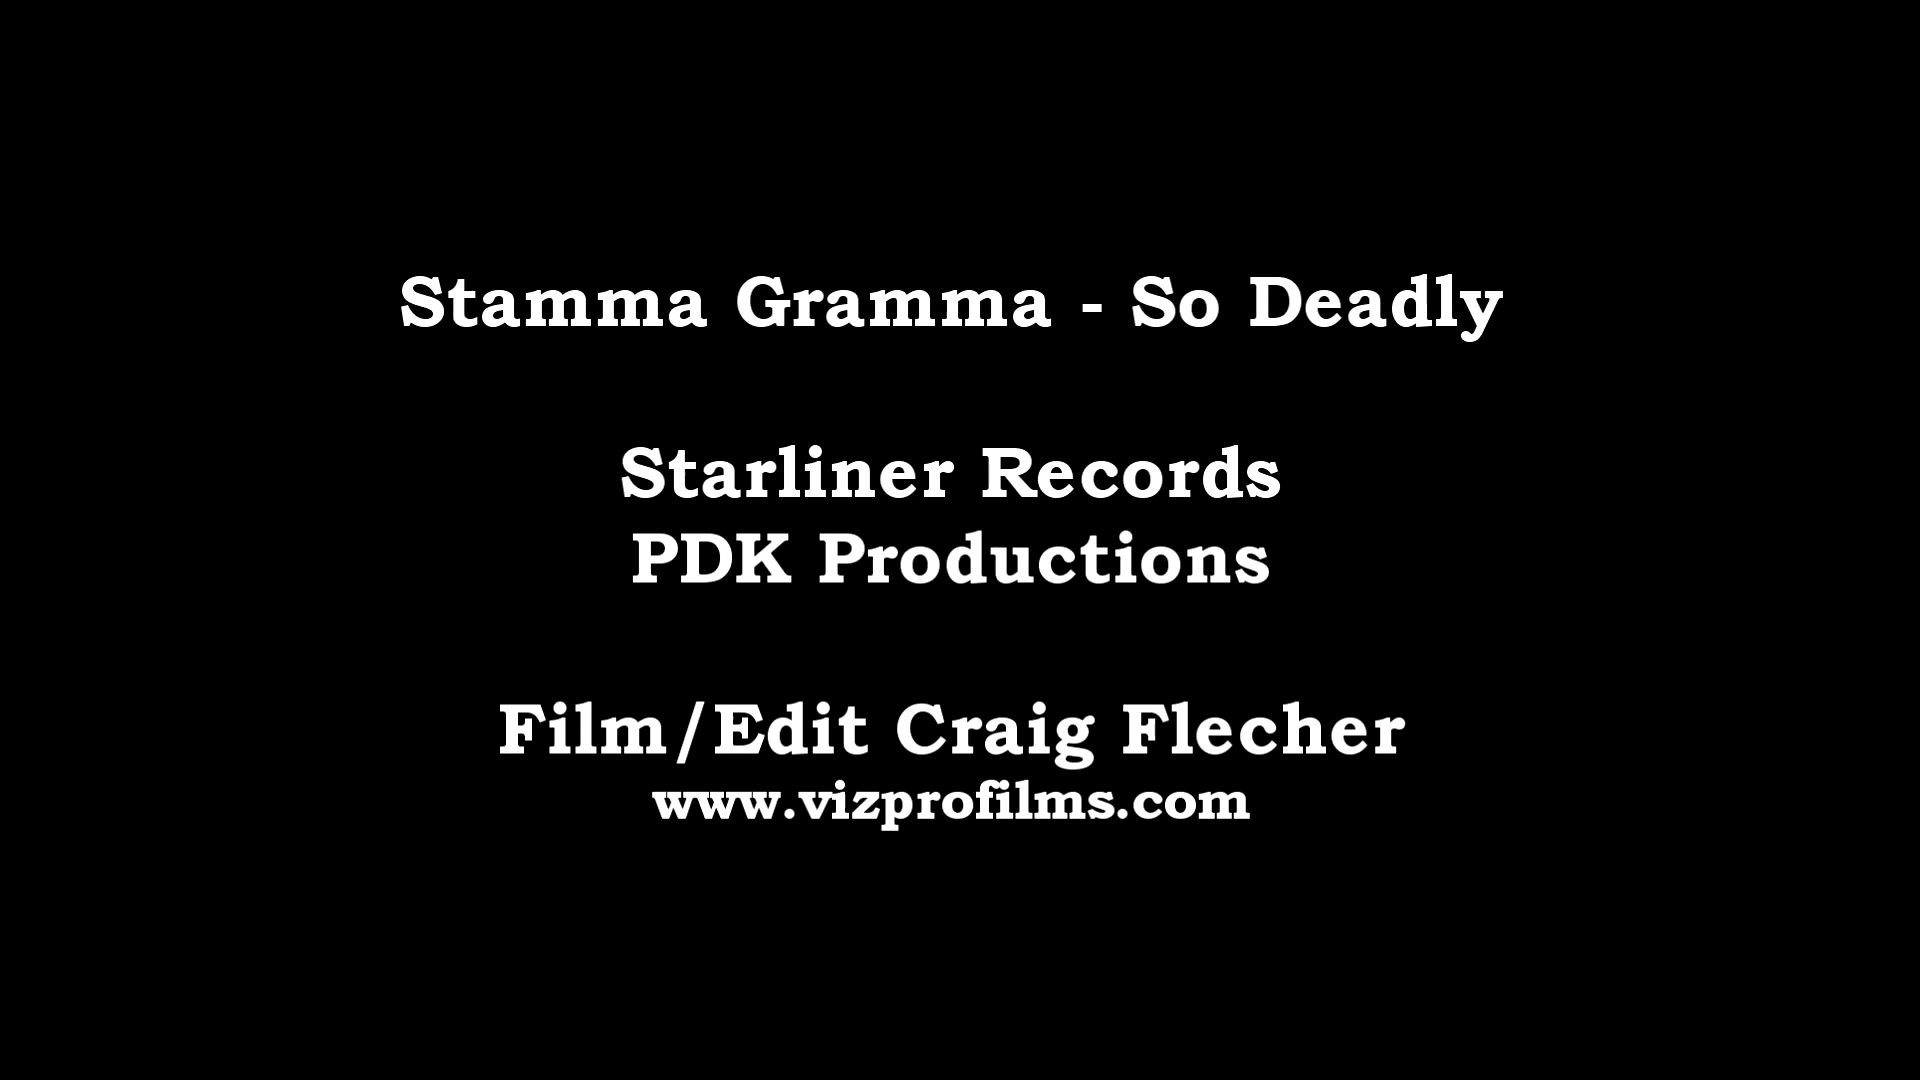 Stamma Gramma - So Deadly
Starliner Records
PDK Productions
Film/Edit Craig Flecher
www.vizprofilms.com